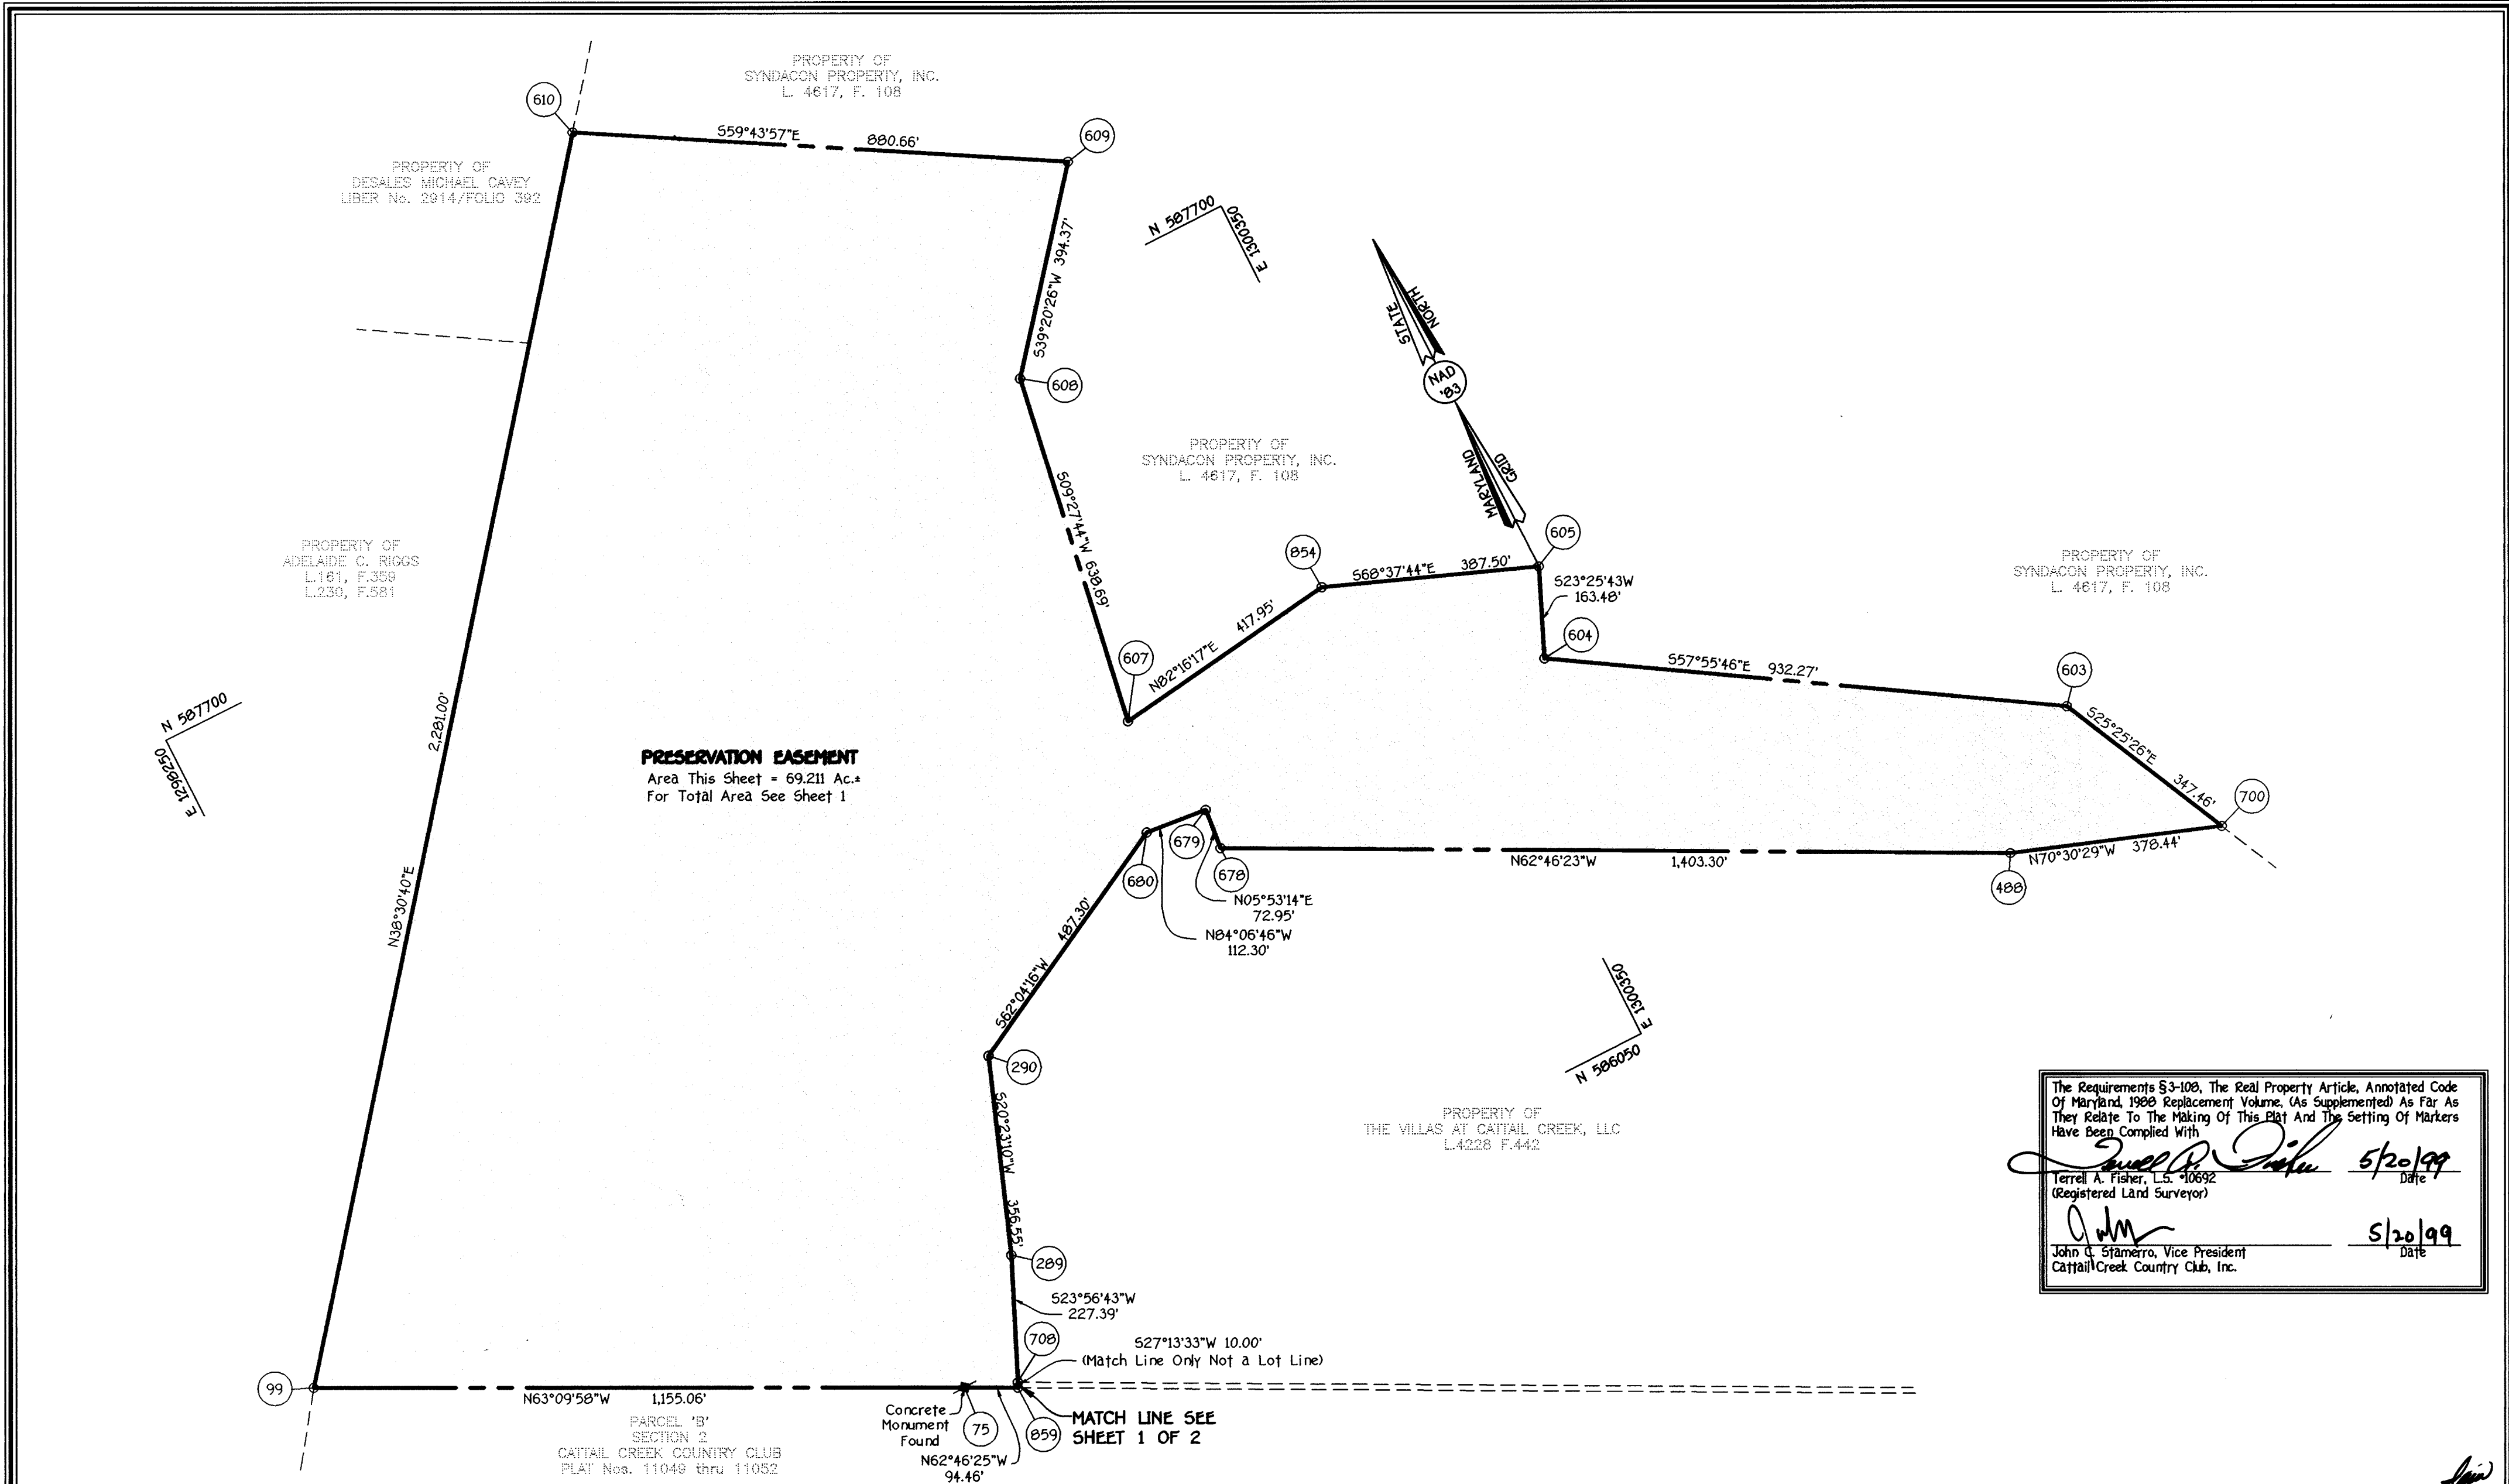 PROPERTY OF
SYNDACON PROPERTY, INC.
L. 4617, F. 108
610
S59°43'57"E 880.66'
609
PROPERTY OF
DESALES MICHAEL CAVEY
LIBER No. 2914/FOLIO 392
N 587700
E 1300350
S39°20'26"W 394.37'
608
STATE
NORTH
NAD
'83
MARYLAND
GRID
PROPERTY OF
SYNDACON PROPERTY, INC.
L. 4617, F. 108
S09°27'44"W 638.69'
PROPERTY OF
ADELAIDE C. RIGGS
L.161, F.359
L.230, F.581
854
S68°37'44"E 387.50'
605
S23°25'43W
163.48'
604
PROPERTY OF
SYNDACON PROPERTY, INC.
L. 4617, F. 108
N82°16'17"E 417.95'
607
S57°55'46"E 932.27'
603
S25°25'26"E 347.46'
700
N 587700
E 1298250
2,281.00'
N38°30'40"E
PRESERVATION EASEMENT
Area This Sheet = 69.211 Ac.±
For Total Area See Sheet 1
679
680
678
N62°46'23"W 1,403.30'
N70°30'29"W 378.44'
488
N05°53'14"E
72.95'
N84°06'46"W
112.30'
S62°04'16"W 487.30'
290
E 1300350
N 586050
S20°23'10"W 356.55'
PROPERTY OF
THE VILLAS AT CATTAIL CREEK, LLC
L.4228 F.442
The Requirements §3-108, The Real Property Article, Annotated Code
Of Maryland, 1988 Replacement Volume, (As Supplemented) As Far As
They Relate To The Making Of This Plat And The Setting Of Markers
Have Been Complied With
5/20/99
Terrell A. Fisher, L.S. #10692
Date
(Registered Land Surveyor)
5/20/99
John C. Stamerro, Vice President
Date
Cattail Creek Country Club, Inc.
289
S23°56'43"W
227.39'
708
S27°13'33"W 10.00'
(Match Line Only Not a Lot Line)
99
N63°09'58"W 1,155.06'
PARCEL 'B'
SECTION 2
CATTAIL CREEK COUNTRY CLUB
PLAT Nos. 11049 thru 11052
Concrete
Monument
Found
75
859
MATCH LINE SEE
SHEET 1 OF 2
N62°46'25"W
94.46'